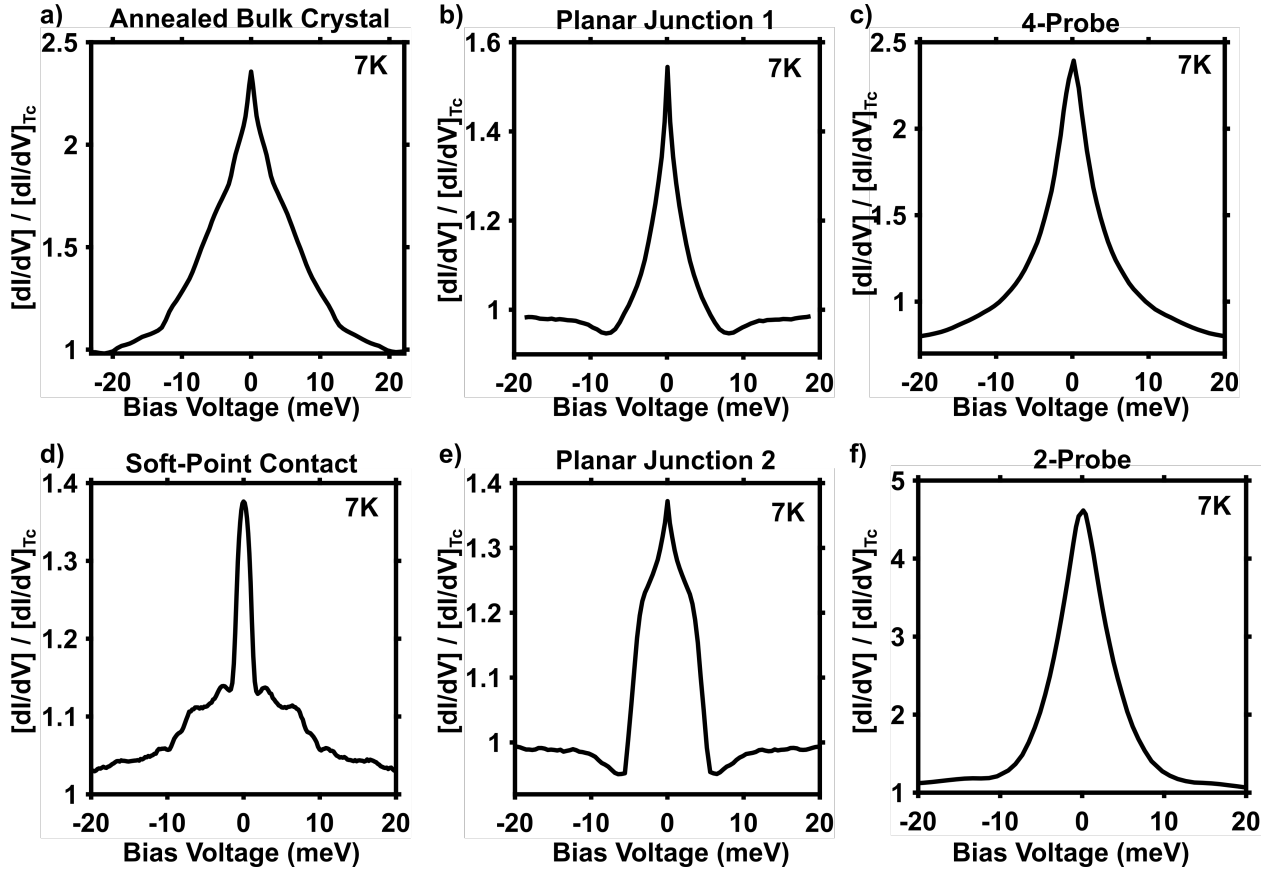 a) Annealed Bulk Crystal
7K
[dI/dV] / [dI/dV]Tc
2.5
2
1.5
1
-20 -10 0 10 20
Bias Voltage (meV)
b) Planar Junction 1
7K
[dI/dV] / [dI/dV]Tc
1.6
1.4
1.2
1
-20 -10 0 10 20
Bias Voltage (meV)
c) 4-Probe
7K
[dI/dV] / [dI/dV]Tc
2.5
2
1.5
1
-20 -10 0 10 20
Bias Voltage (meV)
d) Soft-Point Contact
7K
[dI/dV] / [dI/dV]Tc
1.4
1.3
1.2
1.1
1
-20 -10 0 10 20
Bias Voltage (meV)
e) Planar Junction 2
7K
[dI/dV] / [dI/dV]Tc
1.4
1.3
1.2
1.1
1
-20 -10 0 10 20
Bias Voltage (meV)
f) 2-Probe
7K
[dI/dV] / [dI/dV]Tc
5
4
3
2
1
-20 -10 0 10 20
Bias Voltage (meV)